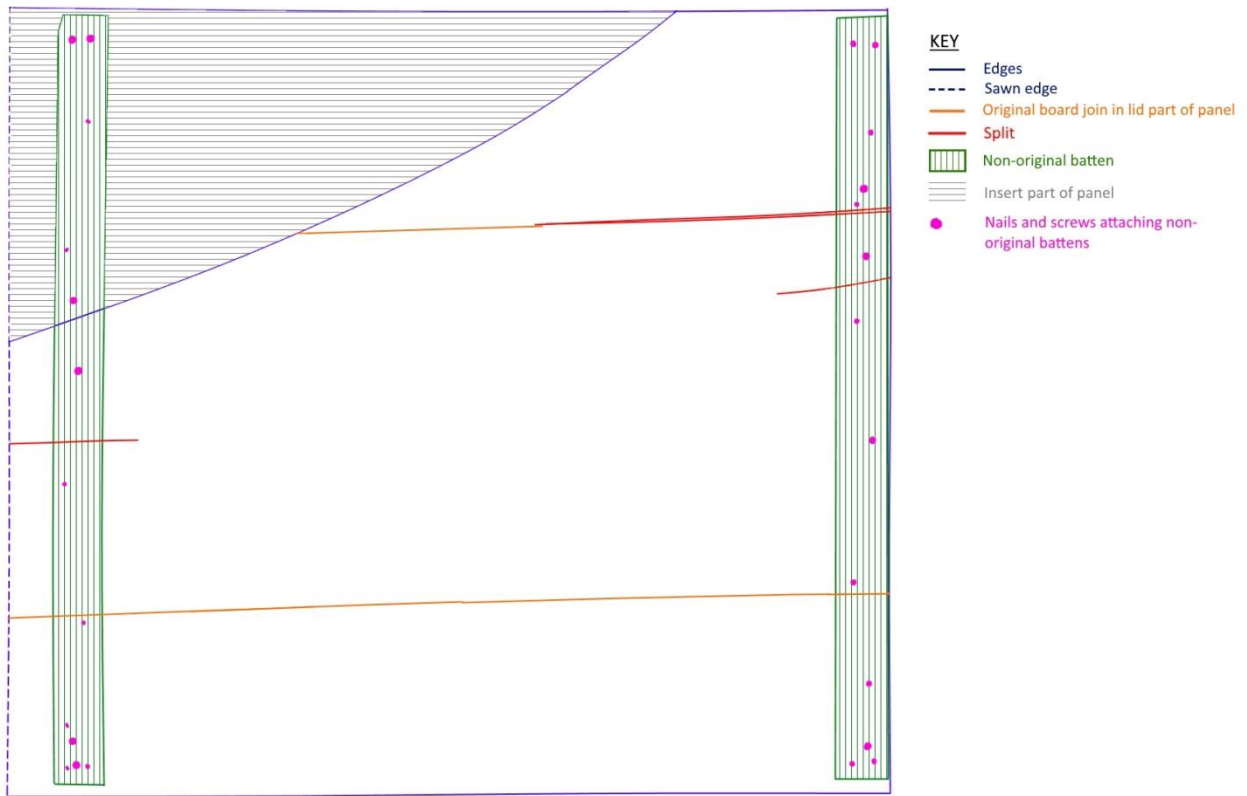 KEY
Edges
Sawn edge
Original board join in lid part of panel
Split
Non-original batten
Insert part of panel
Nails and screws attaching non-
original battens